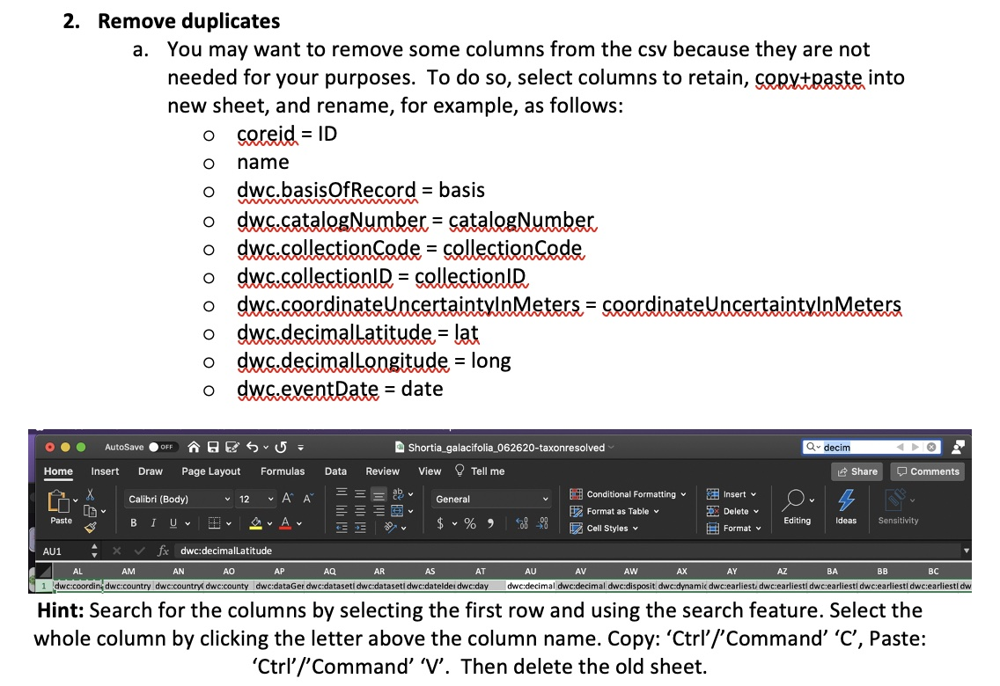 2. Remove duplicates
a. You may want to remove some columns from the csv because they are not
needed for your purposes. To do so, select columns to retain, copy+paste into
new sheet, and rename, for example, as follows:
o coreid = ID
o name
o dwc.basisOfRecord = basis
o dwc.catalogNumber = catalogNumber
o dwc.collectionCode = collectionCode
o dwc.collectionID = collectionID
o dwc.coordinateUncertaintyInMeters = coordinateUncertaintyInMeters
o dwc.decimalLatitude = lat
o dwc.decimalLongitude = long
o dwc.eventDate = date
AutoSave OFF Shortia_galacifolia_062620-taxonresolved decim
Home Insert Draw Page Layout Formulas Data Review View Tell me Share Comments
Calibri (Body) 12 A^ A˅ ab General Conditional Formatting Insert
Paste Format as Table Delete Editing Ideas Sensitivity
B I U A $ % 9 Cell Styles Format
AU1 fx dwc:decimalLatitude
AL AM AN AO AP AQ AR AS AT AU AV AW AX AY AZ BA BB BC
1 dwc:coordin dwc:country dwc:country( dwc:county dwc:dataGer dwc:datasetI dwc:datasetI dwc:dateIde dwc:day dwc:decimal dwc:decimal dwc:disposit dwc:dynamic dwc:earliest dwc:earliestl dwc:earliestl dwc:earliestl dwc:earliestl dw
Hint: Search for the columns by selecting the first row and using the search feature. Select the
whole column by clicking the letter above the column name. Copy: ‘Ctrl’/’Command’ ‘C’, Paste:
‘Ctrl’/’Command’ ‘V’. Then delete the old sheet.